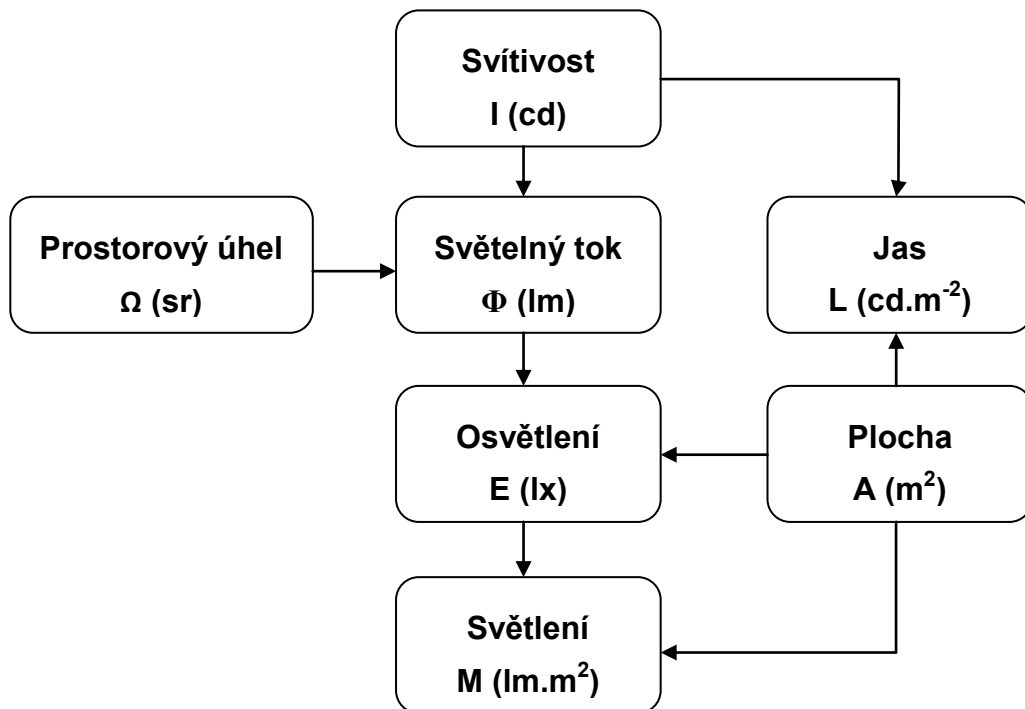 Svítivost
I (cd)
Prostorový úhel
Ω (sr)
Světelný tok
Φ (lm)
Jas
L (cd.m⁻²)
Osvětlení
E (lx)
Plocha
A (m²)
Světlení
M (lm.m²)